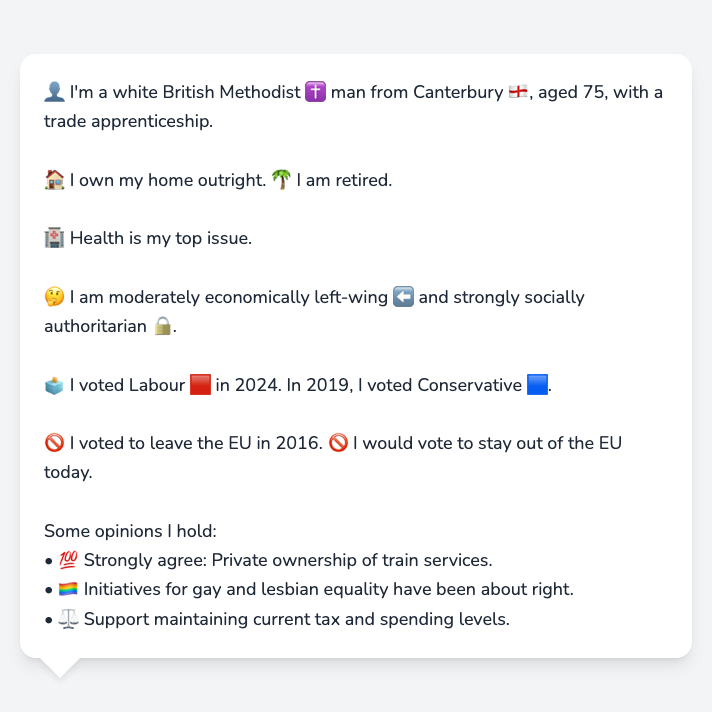 👤 I'm a white British Methodist ✝️ man from Canterbury 🏴󠁧󠁢󠁥󠁮󠁧󠁿, aged 75, with a
trade apprenticeship.
🏠 I own my home outright. 🌴 I am retired.
🏥 Health is my top issue.
🤔 I am moderately economically left-wing ⬅️ and strongly socially
authoritarian 🔒.
🗳️ I voted Labour 🟥 in 2024. In 2019, I voted Conservative 🟦.
🚫 I voted to leave the EU in 2016. 🚫 I would vote to stay out of the EU
today.
Some opinions I hold:
• 💯 Strongly agree: Private ownership of train services.
• 🏳️‍🌈 Initiatives for gay and lesbian equality have been about right.
• ⚖️ Support maintaining current tax and spending levels.